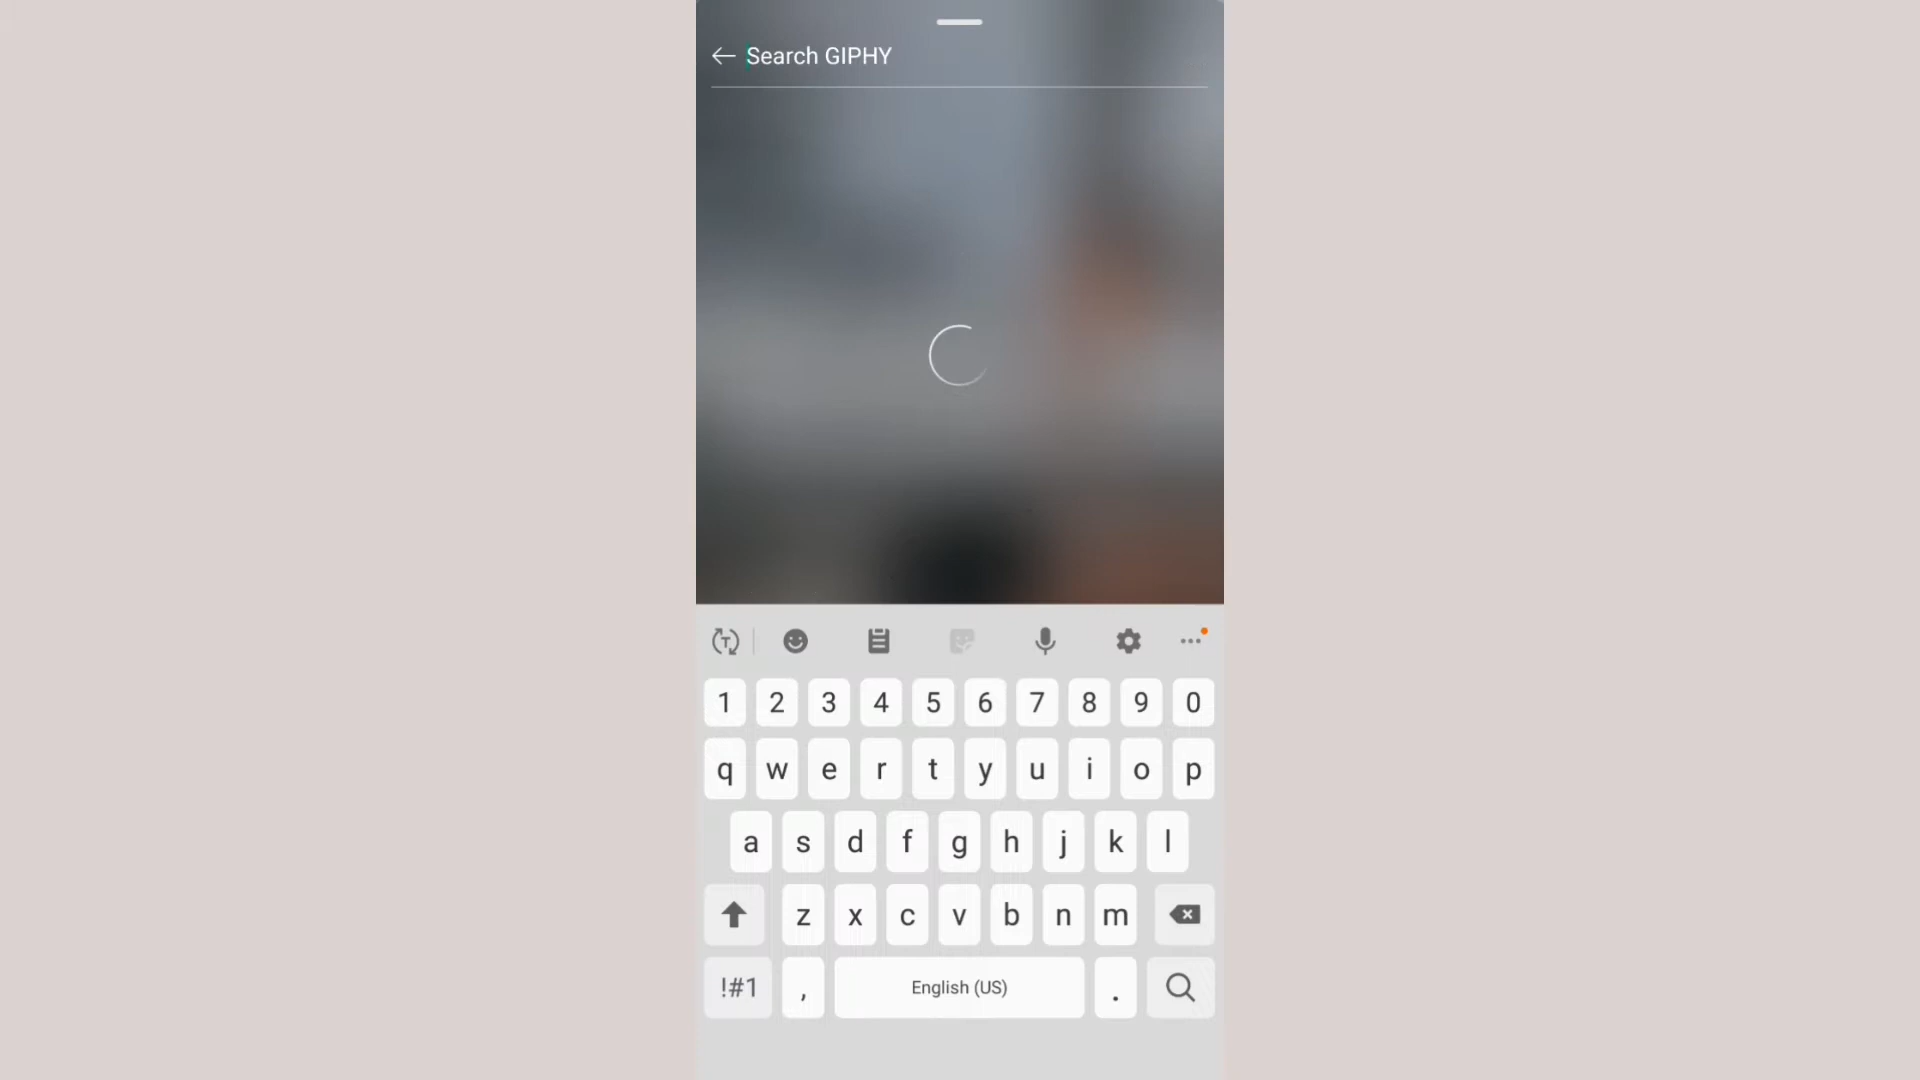 Search GIPHY
1 2 3 4 5 6 7 8 9 0
q w e r t y u i o p
a s d f g h j k l
z x c v b n m
!#1 , English (US) .